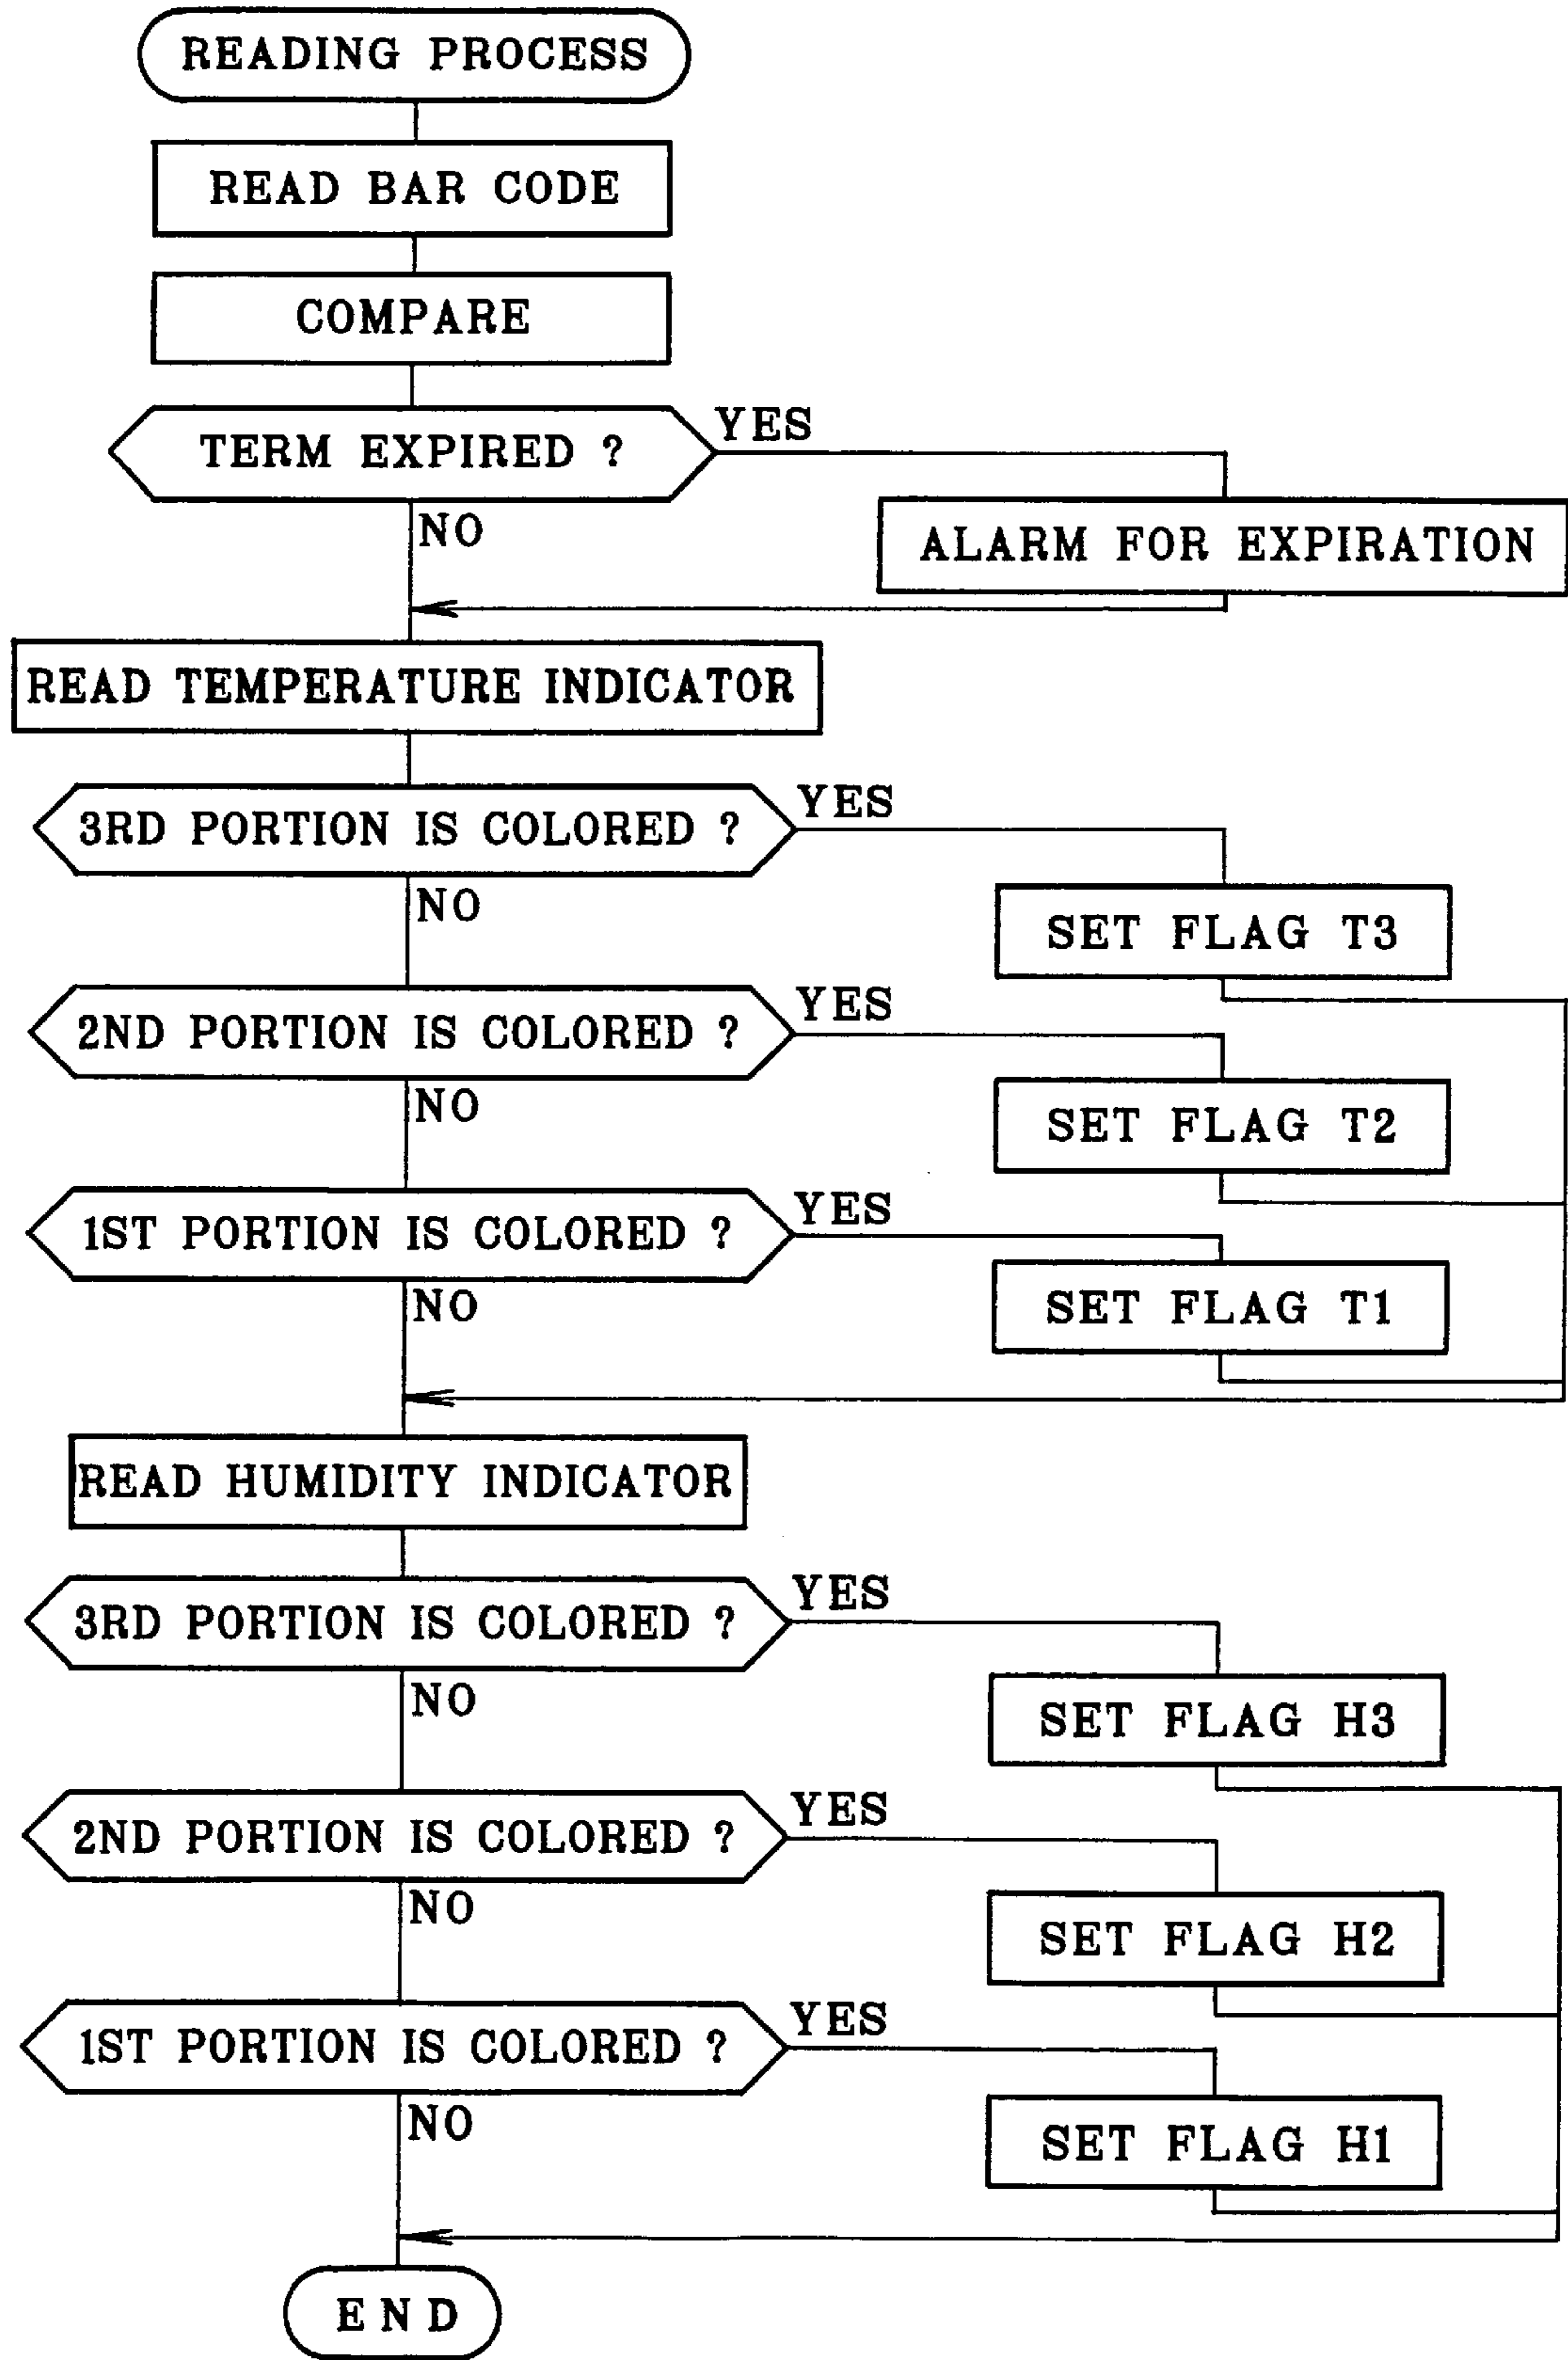 READING PROCESS
READ BAR CODE
COMPARE
TERM EXPIRED ?
YES
NO
ALARM FOR EXPIRATION
READ TEMPERATURE INDICATOR
3RD PORTION IS COLORED ?
YES
NO
SET FLAG T3
2ND PORTION IS COLORED ?
YES
NO
SET FLAG T2
1ST PORTION IS COLORED ?
YES
NO
SET FLAG T1
READ HUMIDITY INDICATOR
3RD PORTION IS COLORED ?
YES
NO
SET FLAG H3
2ND PORTION IS COLORED ?
YES
NO
SET FLAG H2
1ST PORTION IS COLORED ?
YES
NO
SET FLAG H1
END